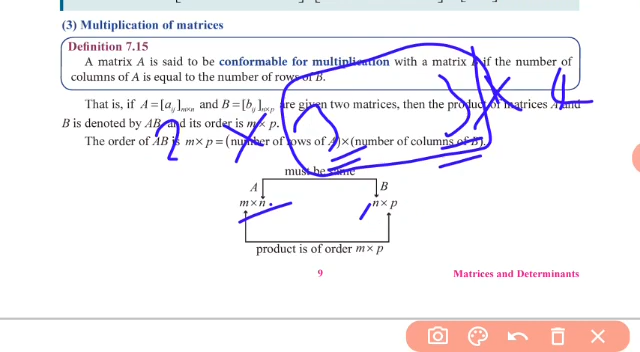 (3) Multiplication of matrices
Definition 7.15
A matrix A is said to be conformable for multiplication with a matrix B if the number of
columns of A is equal to the number of rows of B.
That is, if A = [aij]m×n and B = [bij]n×p are given two matrices, then the product of matrices A and
B is denoted by AB and its order is m × p.
The order of AB is m × p = (number of rows of A)×(number of columns of B).
2 × 3 3 × 4
must be same
A B
m×n n×p
product is of order m × p
9 Matrices and Determinants